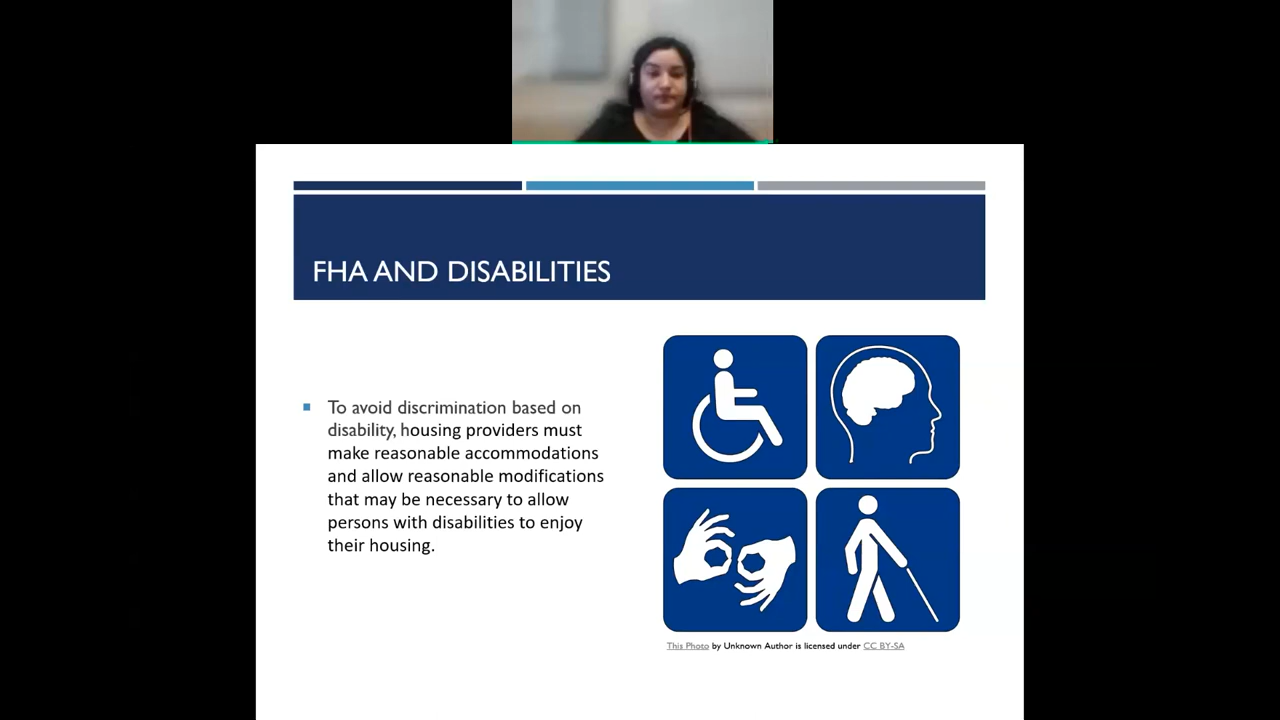 FHA AND DISABILITIES
To avoid discrimination based on
disability, housing providers must
make reasonable accommodations
and allow reasonable modifications
that may be necessary to allow
persons with disabilities to enjoy
their housing.
This Photo by Unknown Author is licensed under CC BY-SA